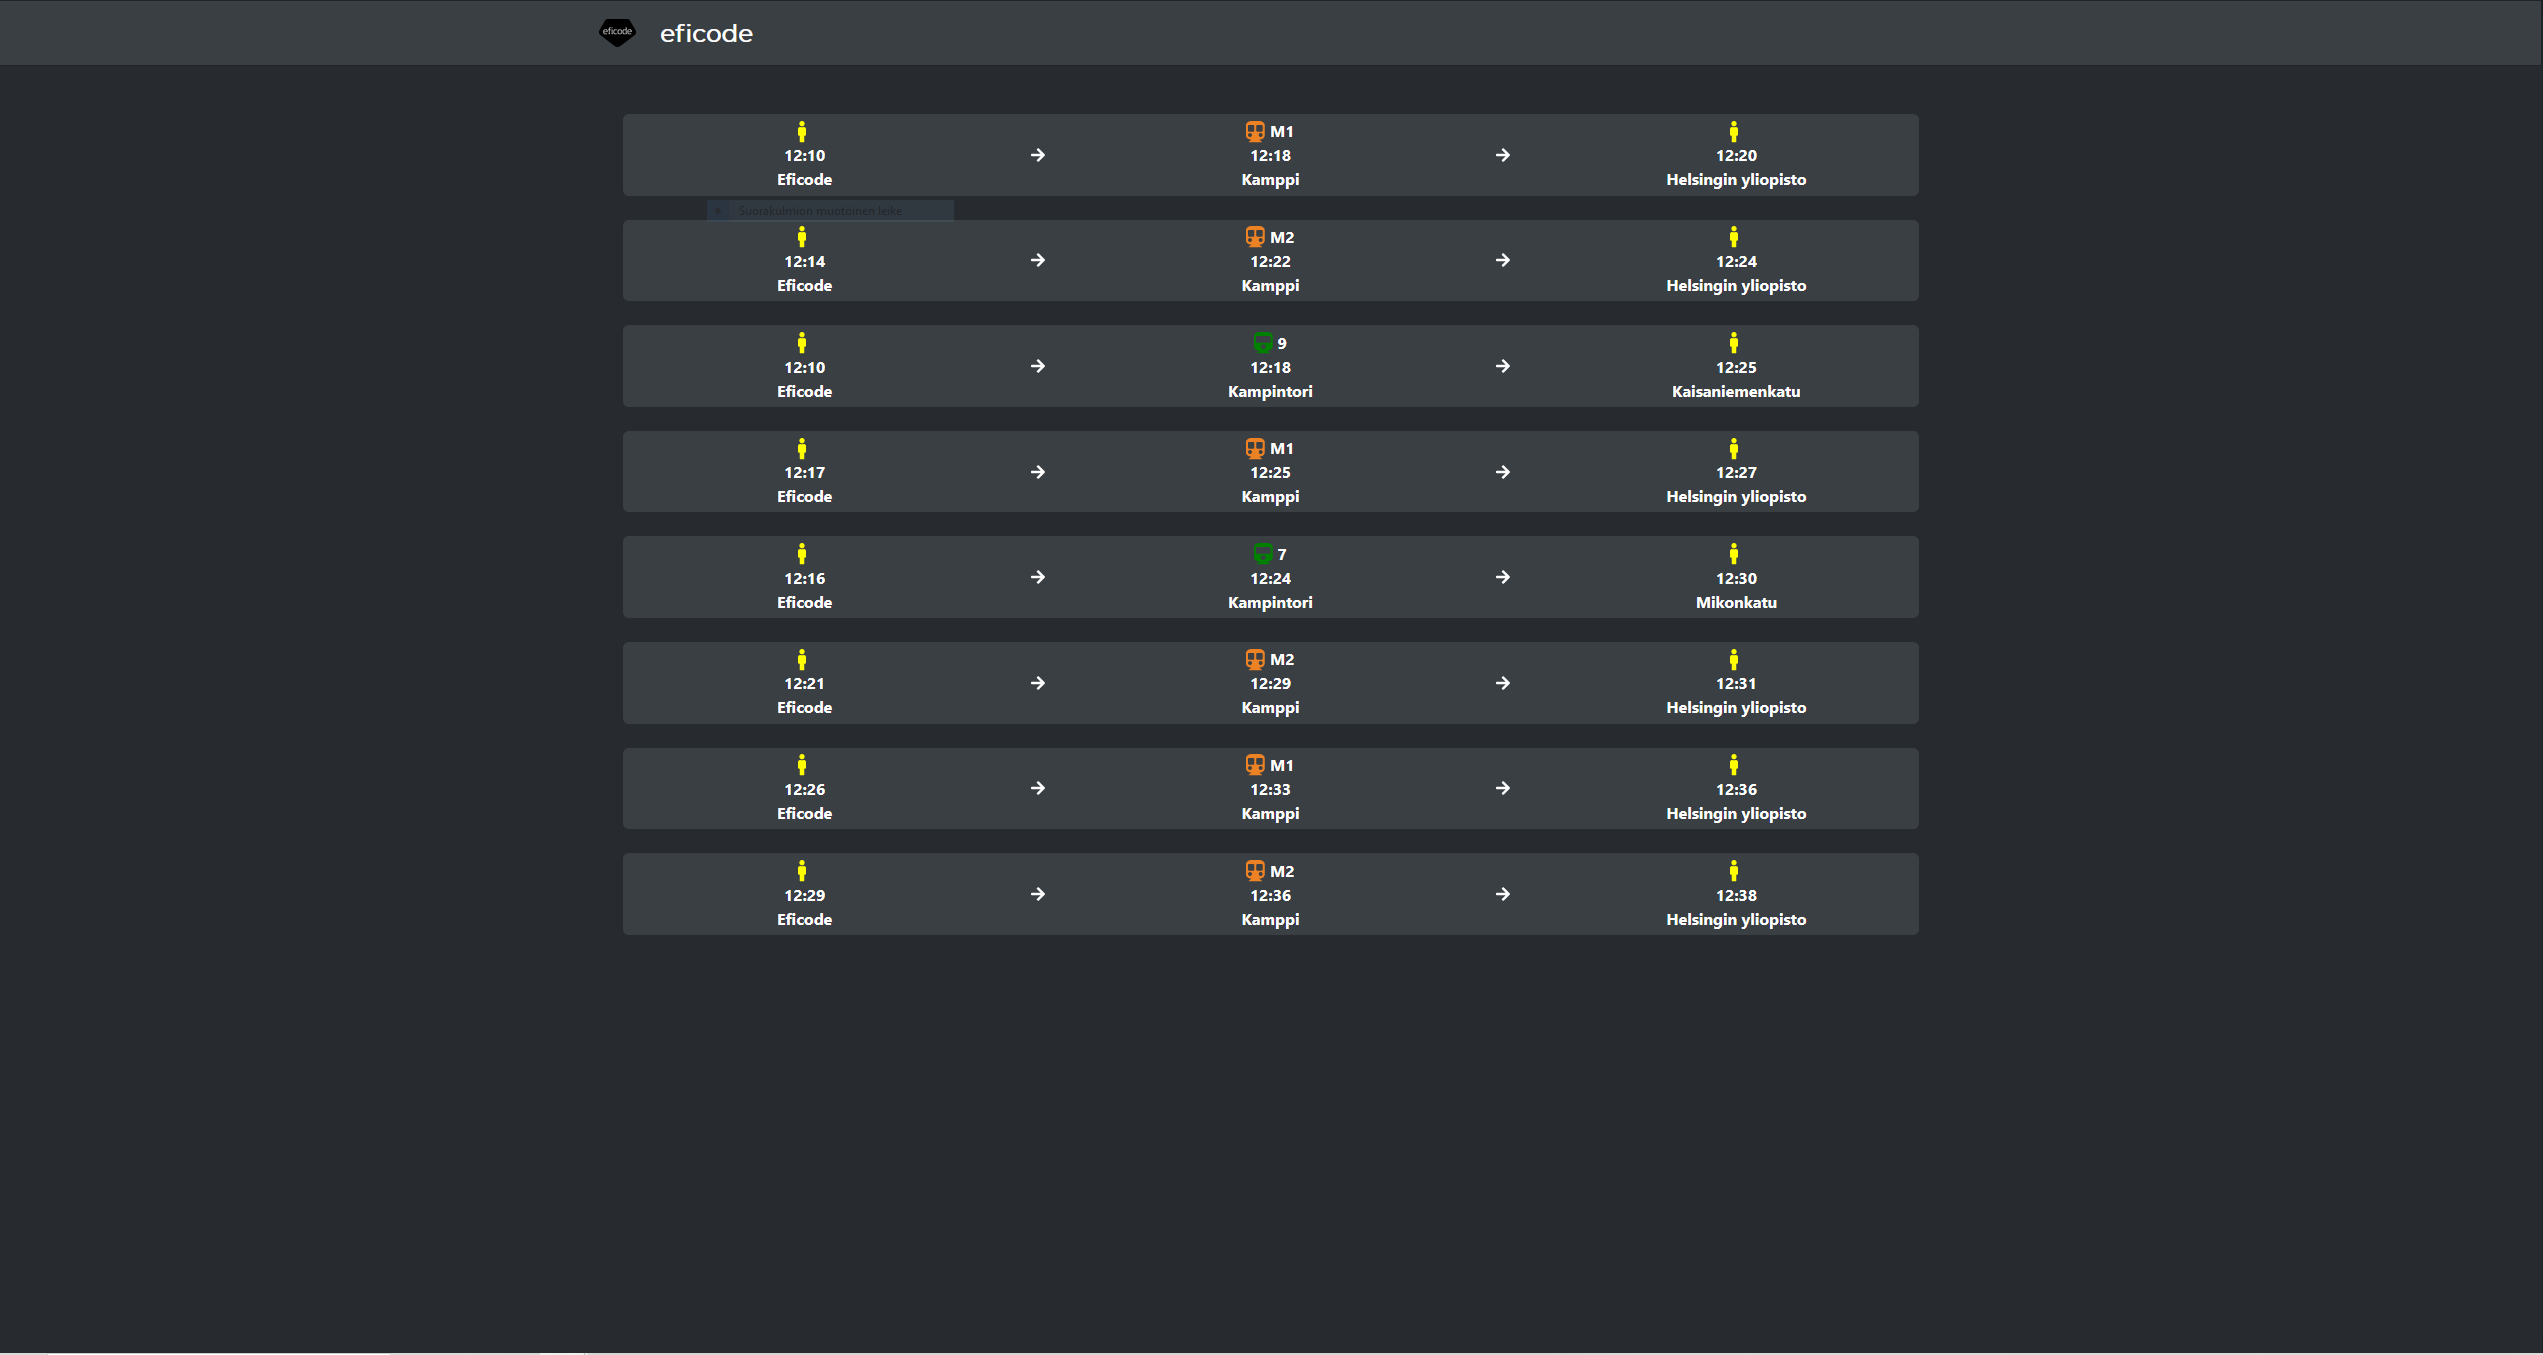 eficode
eficode
M1
12:10 12:18 12:20
Eficode Kamppi Helsingin yliopisto
Suorakulmion muotoinen leike
M2
12:14 12:22 12:24
Eficode Kamppi Helsingin yliopisto
9
12:10 12:18 12:25
Eficode Kampintori Kaisaniemenkatu
M1
12:17 12:25 12:27
Eficode Kamppi Helsingin yliopisto
7
12:16 12:24 12:30
Eficode Kampintori Mikonkatu
M2
12:21 12:29 12:31
Eficode Kamppi Helsingin yliopisto
M1
12:26 12:33 12:36
Eficode Kamppi Helsingin yliopisto
M2
12:29 12:36 12:38
Eficode Kamppi Helsingin yliopisto